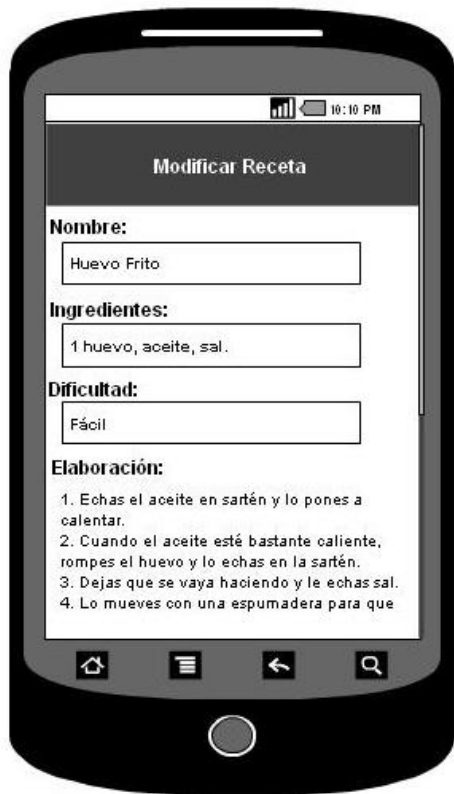 10:10 PM
Modificar Receta
Nombre:
Huevo Frito
Ingredientes:
1 huevo, aceite, sal.
Dificultad:
Fácil
Elaboración:
1. Echas el aceite en sartén y lo pones a
calentar.
2. Cuando el aceite esté bastante caliente,
rompes el huevo y lo echas en la sartén.
3. Dejas que se vaya haciendo y le echas sal.
4. Lo mueves con una espumadera para que